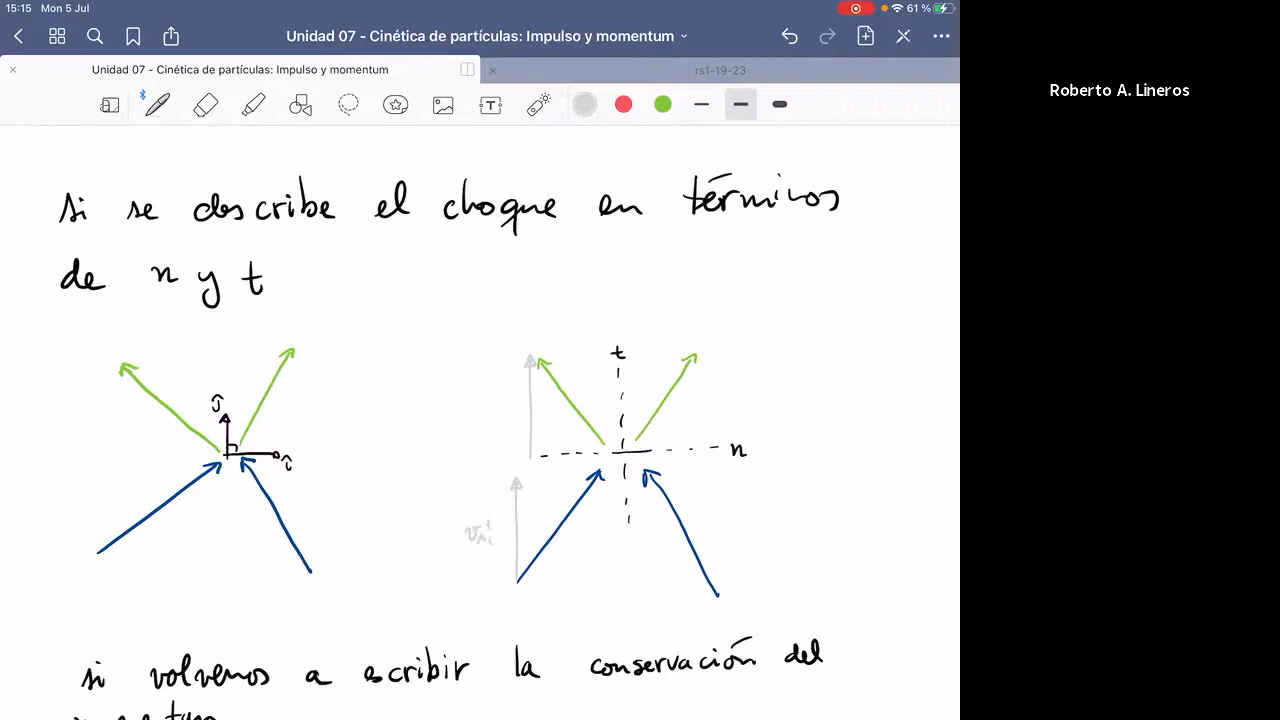 15:15 Mon 5 Jul
61 %
Unidad 07 - Cinética de partículas: Impulso y momentum
Unidad 07 - Cinética de partículas: Impulso y momentum
rs1-19-23
Roberto A. Lineros
si se describe el choque en términos
de n y t
ĵ
î
t
n
si volvemos a escribir la conservación del